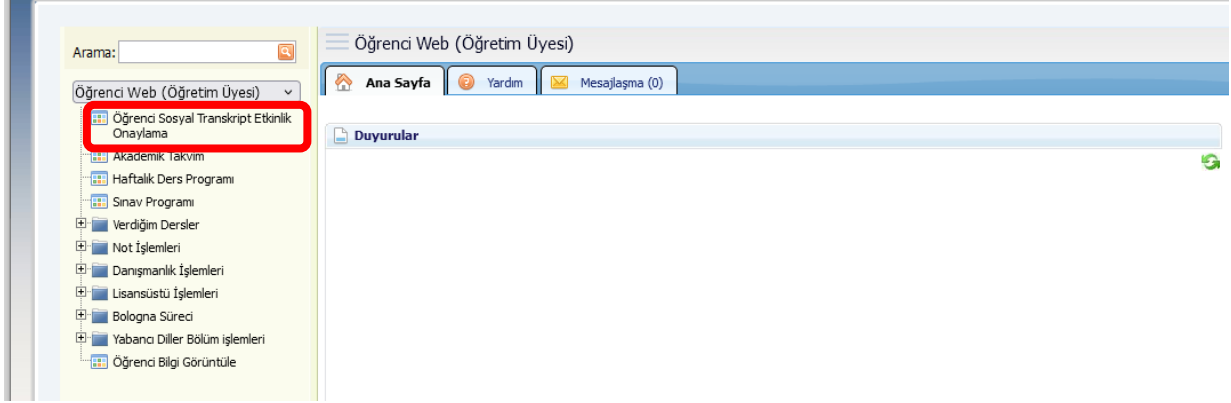 Arama:
Öğrenci Web (Öğretim Üyesi)
Öğrenci Sosyal Transkript Etkinlik
Onaylama
Akademik Takvim
Haftalık Ders Programı
Sınav Programı
Verdiğim Dersler
Not İşlemleri
Danışmanlık İşlemleri
Lisansüstü İşlemleri
Bologna Süreci
Yabancı Diller Bölüm işlemleri
Öğrenci Bilgi Görüntüle
Öğrenci Web (Öğretim Üyesi)
Ana Sayfa Yardım Mesajlaşma (0)
Duyurular